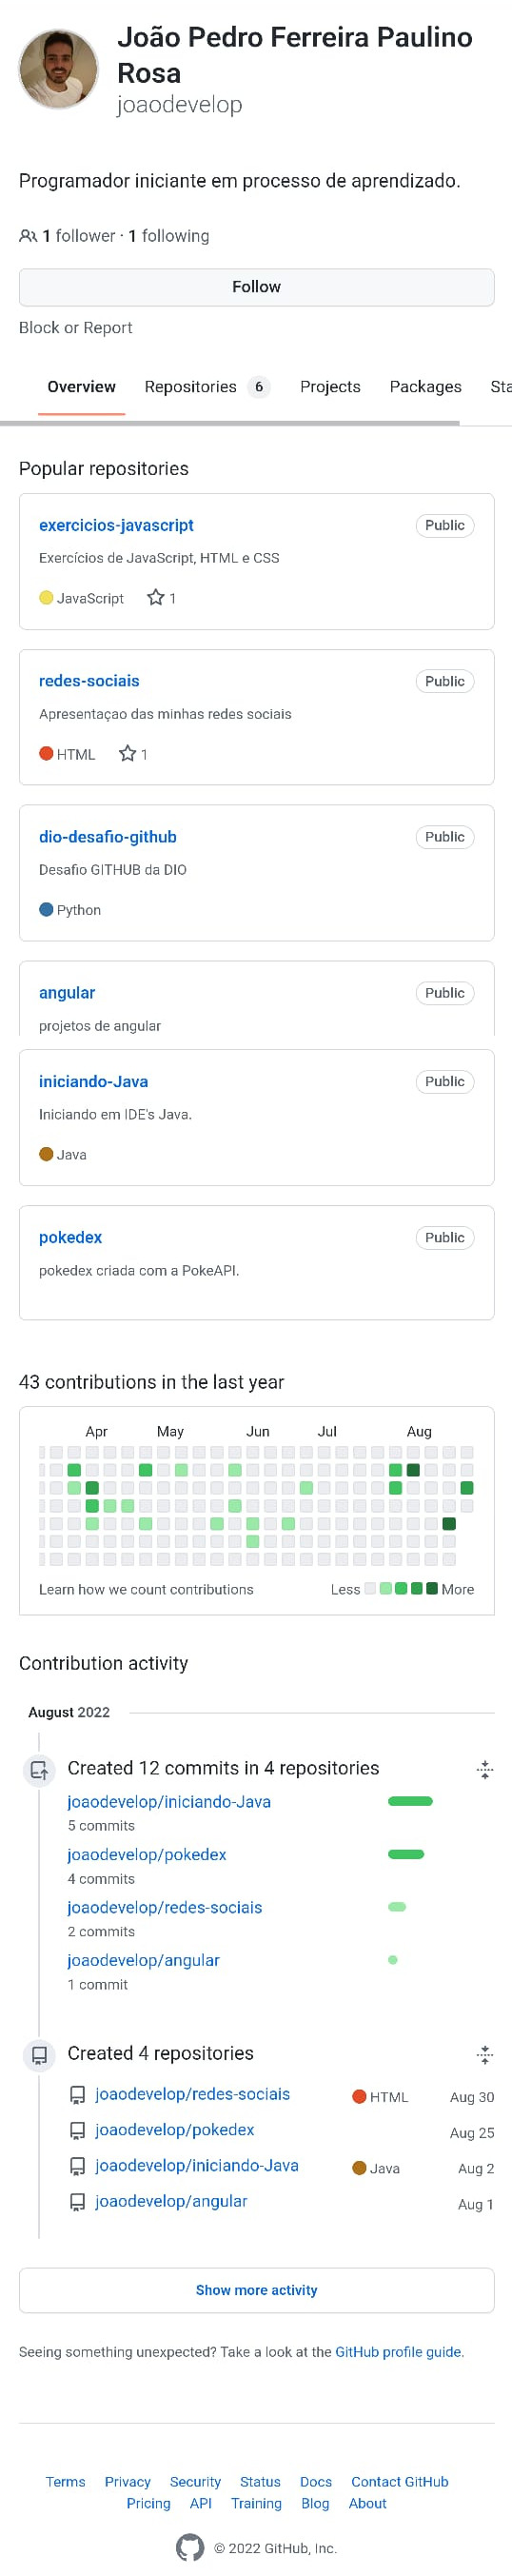 João Pedro Ferreira Paulino
Rosa
joaodevelop
Programador iniciante em processo de aprendizado.
1 follower · 1 following
Follow
Block or Report
Overview Repositories 6 Projects Packages Sta
Popular repositories
exercicios-javascript Public
Exercícios de JavaScript, HTML e CSS
JavaScript 1
redes-sociais Public
Apresentaçao das minhas redes sociais
HTML 1
dio-desafio-github Public
Desafio GITHUB da DIO
Python
angular Public
projetos de angular
iniciando-Java Public
Iniciando em IDE's Java.
Java
pokedex Public
pokedex criada com a PokeAPI.
43 contributions in the last year
Apr May Jun Jul Aug
Learn how we count contributions Less More
Contribution activity
August 2022
Created 12 commits in 4 repositories
joaodevelop/iniciando-Java
5 commits
joaodevelop/pokedex
4 commits
joaodevelop/redes-sociais
2 commits
joaodevelop/angular
1 commit
Created 4 repositories
joaodevelop/redes-sociais HTML Aug 30
joaodevelop/pokedex Aug 25
joaodevelop/iniciando-Java Java Aug 2
joaodevelop/angular Aug 1
Show more activity
Seeing something unexpected? Take a look at the GitHub profile guide.
Terms Privacy Security Status Docs Contact GitHub
Pricing API Training Blog About
© 2022 GitHub, Inc.